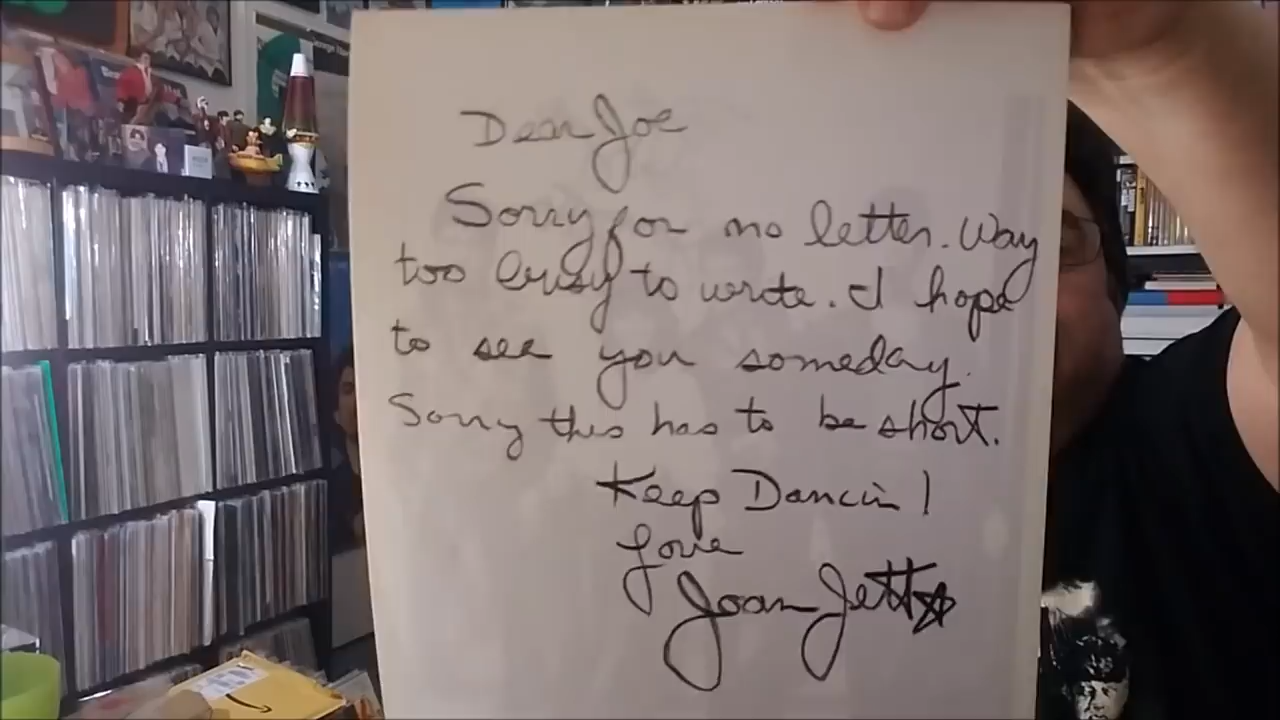 Dear Joe
Sorry for no letter. Way
too busy to write. I hope
to see you someday.
Sorry this has to be short.
Keep Dancin!
Love
Joan Jett